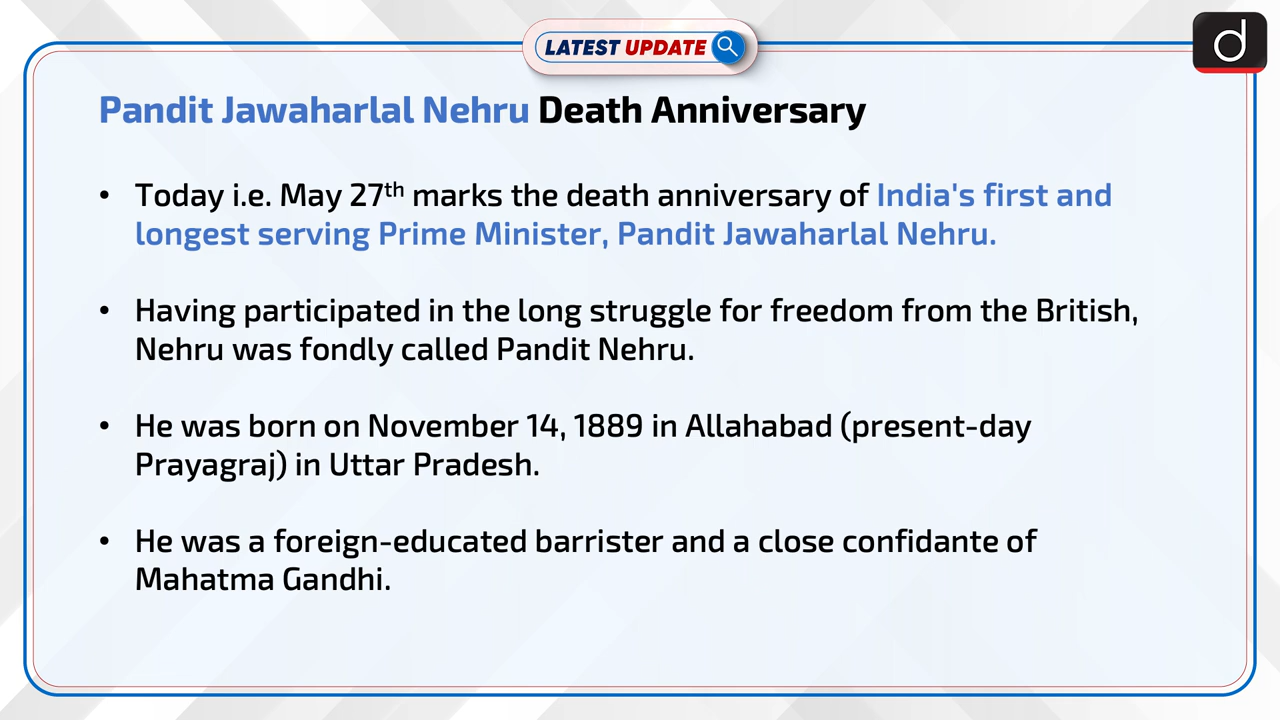 LATEST UPDATE
d
Pandit Jawaharlal Nehru Death Anniversary
• Today i.e. May 27th marks the death anniversary of India's first and
longest serving Prime Minister, Pandit Jawaharlal Nehru.
• Having participated in the long struggle for freedom from the British,
Nehru was fondly called Pandit Nehru.
• He was born on November 14, 1889 in Allahabad (present-day
Prayagraj) in Uttar Pradesh.
• He was a foreign-educated barrister and a close confidante of
Mahatma Gandhi.